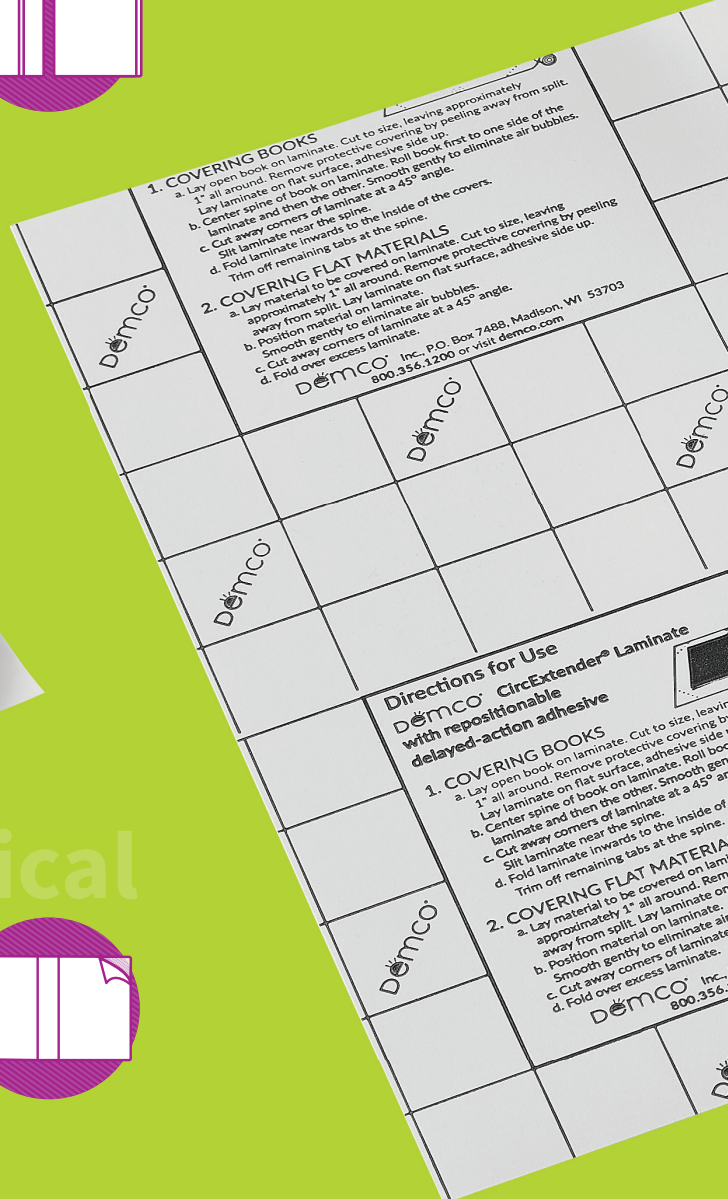 1. COVERING BOOKS
a. Lay open book on laminate. Cut to size, leaving approximately
1" all around. Remove protective covering by peeling away from split.
Lay laminate on flat surface, adhesive side up.
b. Center spine of book on laminate. Roll book first to one side of the
laminate and then the other. Smooth gently to eliminate air bubbles.
c. Cut away corners of laminate at a 45° angle.
Slit laminate near the spine.
d. Fold laminate inwards to the inside of the covers.
Trim off remaining tabs at the spine.
2. COVERING FLAT MATERIALS
a. Lay material to be covered on laminate. Cut to size, leaving
approximately 1" all around. Remove protective covering by peeling
away from split. Lay laminate on flat surface, adhesive side up.
b. Position material on laminate.
Smooth gently to eliminate air bubbles.
c. Cut away corners of laminate at a 45° angle.
d. Fold over excess laminate.
Demco Inc., P.O. Box 7488, Madison, WI 53703
800.356.1200 or visit demco.com
Demco
Demco
Demco
Demco
Directions for Use
Demco CircExtender® Laminate
with repositionable
delayed-action adhesive
1. COVERING BOOKS
a. Lay open book on laminate. Cut to size, leavin
1" all around. Remove protective covering b
Lay laminate on flat surface, adhesive side
b. Center spine of book on laminate. Roll boo
laminate and then the other. Smooth gen
c. Cut away corners of laminate at a 45° a
Slit laminate near the spine.
d. Fold laminate inwards to the inside of
Trim off remaining tabs at the spine.
2. COVERING FLAT MATERIA
a. Lay material to be covered on lam
approximately 1" all around. Rem
away from split. Lay laminate on
b. Position material on laminate.
Smooth gently to eliminate air
c. Cut away corners of laminate
d. Fold over excess laminate.
Demco Inc.,
800.356.
Demco
ical